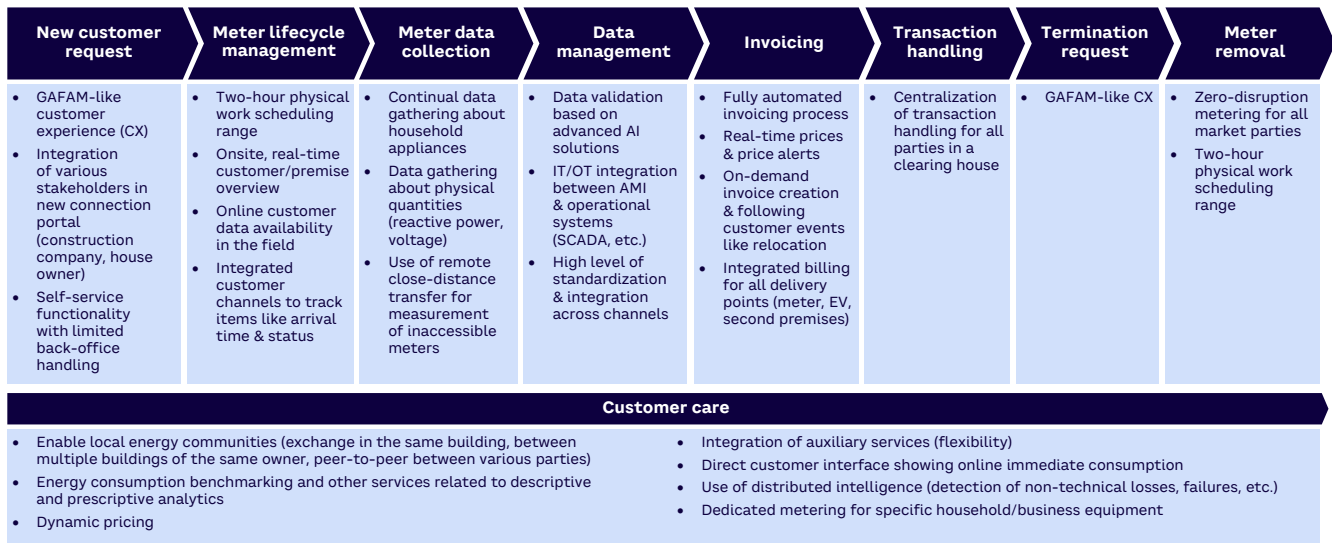 New customer
request
Meter lifecycle
management
Meter data
collection
Data
management
Invoicing
Transaction
handling
Termination
request
Meter
removal
• GAFAM-like
customer
experience (CX)
• Integration
of various
stakeholders in
new connection
portal
(construction
company, house
owner)
• Self-service
functionality
with limited
back-office
handling
• Two-hour physical
work scheduling
range
• Onsite, real-time
customer/premise
overview
• Online customer
data availability
in the field
• Integrated
customer
channels to track
items like arrival
time & status
• Continual data
gathering about
household
appliances
• Data gathering
about physical
quantities
(reactive power,
voltage)
• Use of remote
close-distance
transfer for
measurement
of inaccessible
meters
• Data validation
based on
advanced AI
solutions
• IT/OT integration
between AMI
& operational
systems
(SCADA, etc.)
• High level of
standardization
& integration
across channels
• Fully automated
invoicing process
• Real-time prices
& price alerts
• On-demand
invoice creation
& following
customer events
like relocation
• Integrated billing
for all delivery
points (meter, EV,
second premises)
• Centralization
of transaction
handling for all
parties in a
clearing house
• GAFAM-like CX
• Zero-disruption
metering for all
market parties
• Two-hour
physical work
scheduling
range
Customer care
• Enable local energy communities (exchange in the same building, between
multiple buildings of the same owner, peer-to-peer between various parties)
• Energy consumption benchmarking and other services related to descriptive
and prescriptive analytics
• Dynamic pricing
• Integration of auxiliary services (flexibility)
• Direct customer interface showing online immediate consumption
• Use of distributed intelligence (detection of non-technical losses, failures, etc.)
• Dedicated metering for specific household/business equipment